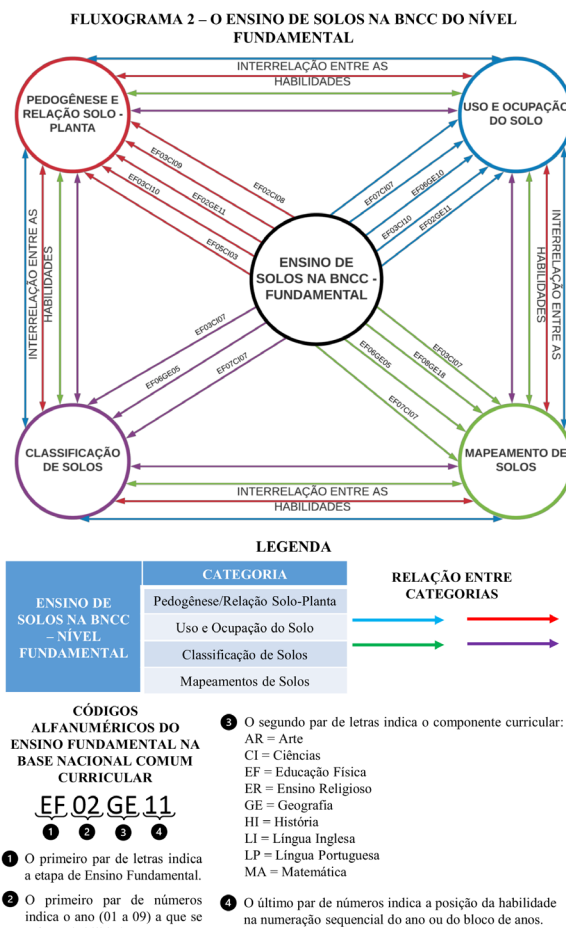 FLUXOGRAMA 2 – O ENSINO DE SOLOS NA BNCC DO NÍVEL
FUNDAMENTAL
INTERRELAÇÃO ENTRE AS
HABILIDADES
PEDOGÊNESE E
RELAÇÃO SOLO -
PLANTA
USO E OCUPAÇÃO
DO SOLO
EF02CI08
EF03CI09
EF02GE11
EF03CI10
EF05CI03
EF07CI07
EF06GE10
EF03CI10
EF02GE11
ENSINO DE
SOLOS NA BNCC -
FUNDAMENTAL
INTERRELAÇÃO ENTRE AS
HABILIDADES
HABILIDADES
INTERRELAÇÃO ENTRE AS
EF03CI07
EF06GE05
EF07CI07
EF03CI07
EF08GE18
EF06GE05
EF07CI07
CLASSIFICAÇÃO
DE SOLOS
MAPEAMENTO DE
SOLOS
INTERRELAÇÃO ENTRE AS
HABILIDADES
LEGENDA
ENSINO DE
SOLOS NA BNCC
– NÍVEL
FUNDAMENTAL
CATEGORIA
Pedogênese/Relação Solo-Planta
Uso e Ocupação do Solo
Classificação de Solos
Mapeamentos de Solos
RELAÇÃO ENTRE
CATEGORIAS
CÓDIGOS
ALFANUMÉRICOS DO
ENSINO FUNDAMENTAL NA
BASE NACIONAL COMUM
CURRICULAR
EF 02 GE 11
1 2 3 4
1 O primeiro par de letras indica
a etapa de Ensino Fundamental.
2 O primeiro par de números
indica o ano (01 a 09) a que se
3 O segundo par de letras indica o componente curricular:
AR = Arte
CI = Ciências
EF = Educação Física
ER = Ensino Religioso
GE = Geografia
HI = História
LI = Língua Inglesa
LP = Língua Portuguesa
MA = Matemática
4 O último par de números indica a posição da habilidade
na numeração sequencial do ano ou do bloco de anos.